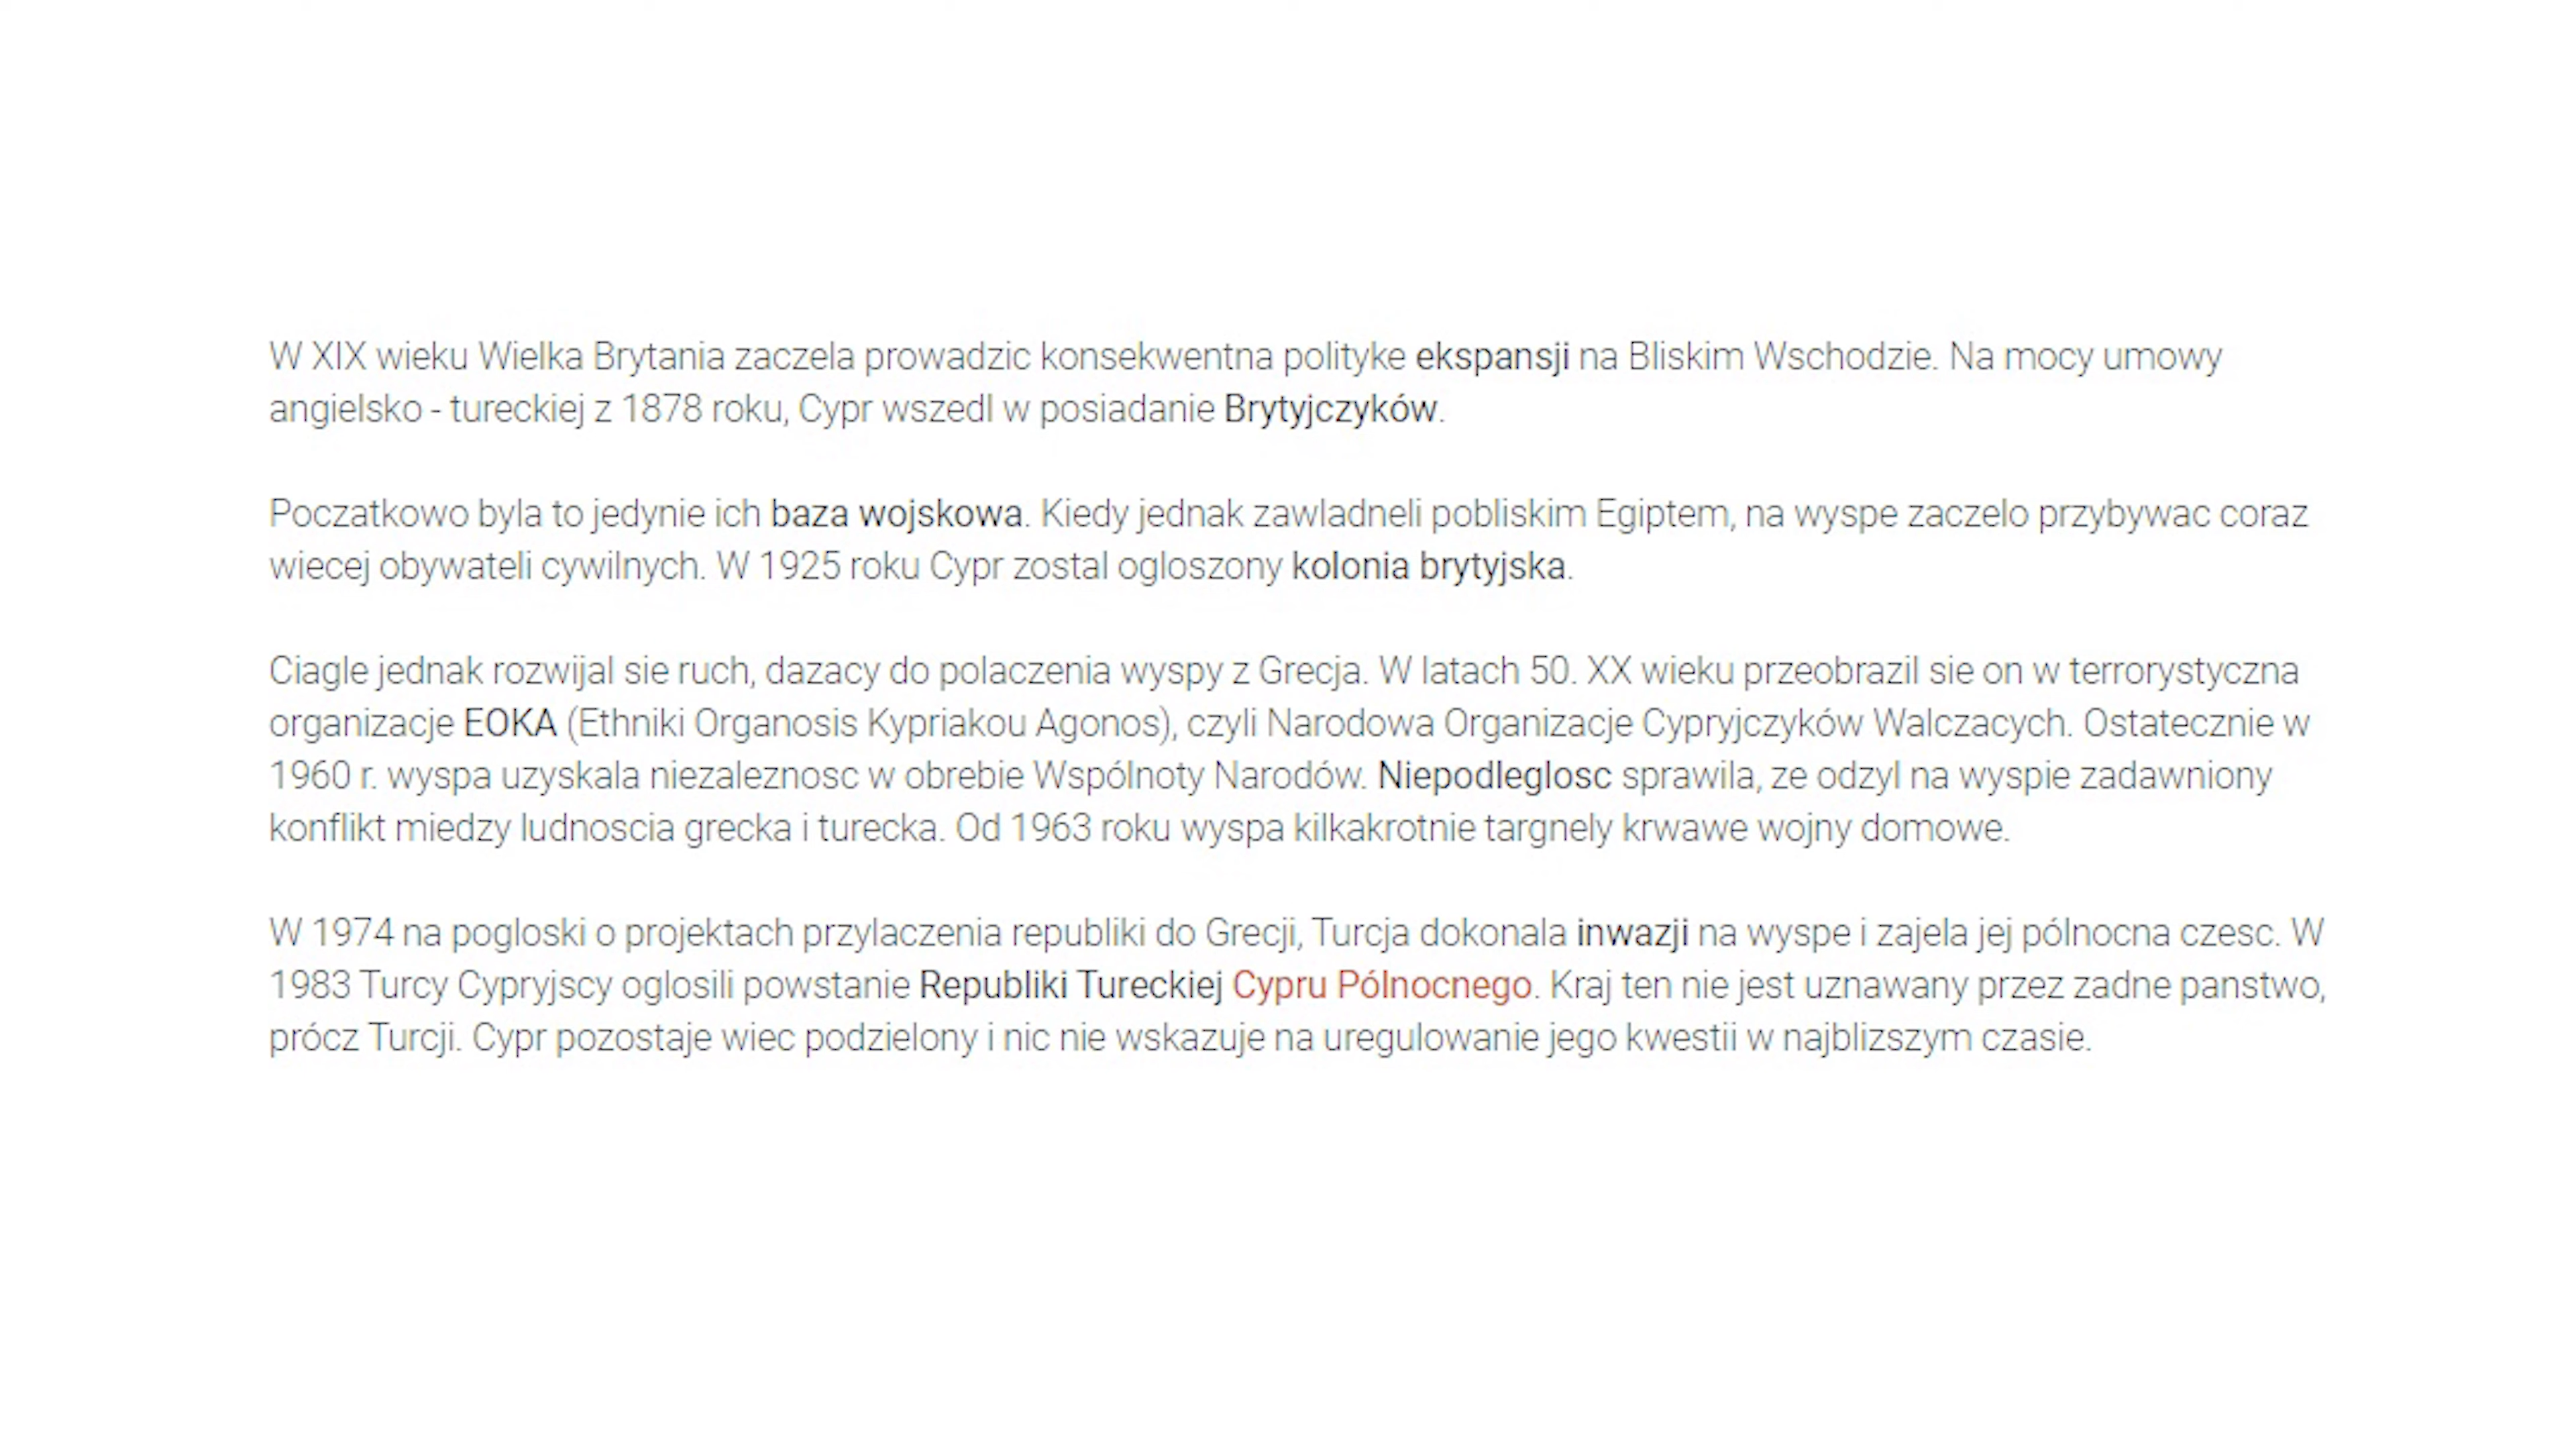 W XIX wieku Wielka Brytania zaczela prowadzic konsekwentna polityke ekspansji na Bliskim Wschodzie. Na mocy umowy
angielsko - tureckiej z 1878 roku, Cypr wszedl w posiadanie Brytyjczyków.
Poczatkowo byla to jedynie ich baza wojskowa. Kiedy jednak zawladneli pobliskim Egiptem, na wyspe zaczelo przybywac coraz
wiecej obywateli cywilnych. W 1925 roku Cypr zostal ogloszony kolonia brytyjska.
Ciagle jednak rozwijal sie ruch, dazacy do polaczenia wyspy z Grecja. W latach 50. XX wieku przeobrazil sie on w terrorystyczna
organizacje EOKA (Ethniki Organosis Kypriakou Agonos), czyli Narodowa Organizacje Cypryjczyków Walczacych. Ostatecznie w
1960 r. wyspa uzyskala niezaleznosc w obrebie Wspólnoty Narodów. Niepodleglosc sprawila, ze odzyl na wyspie zadawniony
konflikt miedzy ludnoscia grecka i turecka. Od 1963 roku wyspa kilkakrotnie targnely krwawe wojny domowe.
W 1974 na pogloski o projektach przylaczenia republiki do Grecji, Turcja dokonala inwazji na wyspe i zajela jej pólnocna czesc. W
1983 Turcy Cypryjscy oglosili powstanie Republiki Tureckiej Cypru Pólnocnego. Kraj ten nie jest uznawany przez zadne panstwo,
prócz Turcji. Cypr pozostaje wiec podzielony i nic nie wskazuje na uregulowanie jego kwestii w najblizszym czasie.